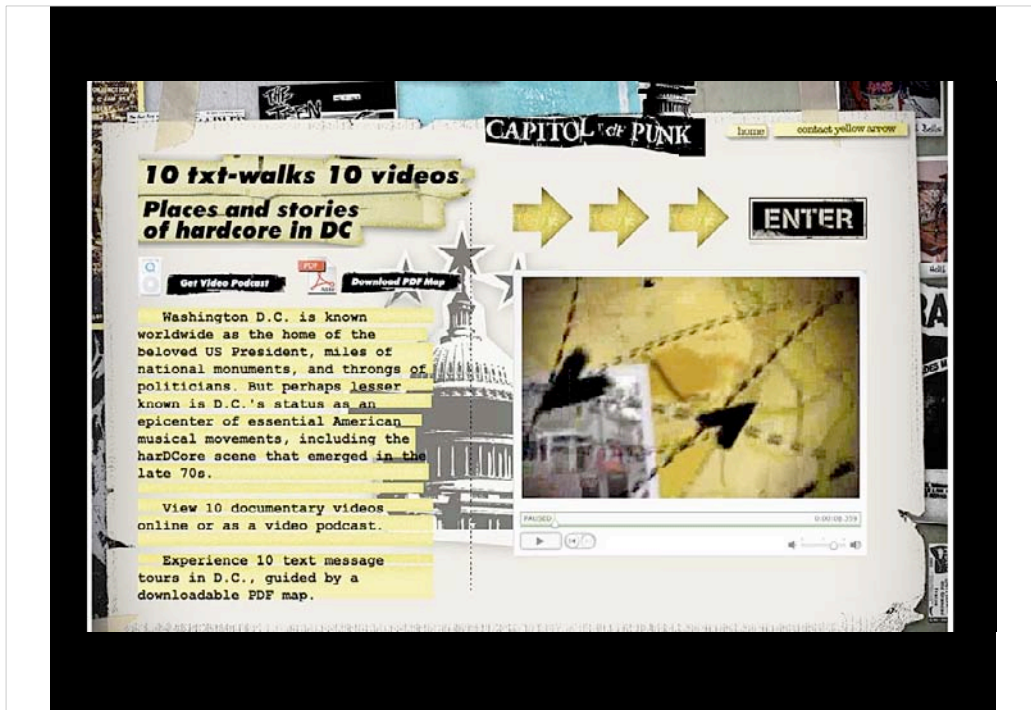 THE
TEEN
CAPITOL OF PUNK
home
contact yellow arrow
10 txt-walks 10 videos
Places and stories
of hardcore in DC
ENTER
Get Video Podcast
PDF
Download PDF Map
Washington D.C. is known
worldwide as the home of the
beloved US President, miles of
national monuments, and throngs of
politicians. But perhaps lesser
known is D.C.'s status as an
epicenter of essential American
musical movements, including the
harDCore scene that emerged in the
late 70s.
View 10 documentary videos
online or as a video podcast.
Experience 10 text message
tours in D.C., guided by a
downloadable PDF map.
PAUSED